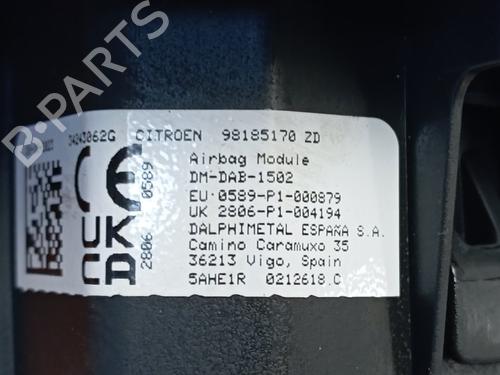 34243062G CITROEN 98185170 ZD
Airbag Module
DM-DAB-1502
EU 0589-P1-000879
UK 2806-P1-004194
DALPHIMETAL ESPAÑA S.A.
Camino Caramuxo 35
36213 Vigo, Spain
5AHE1R 0212618.C
CE
0589
UK
CA
2806
B-PARTS